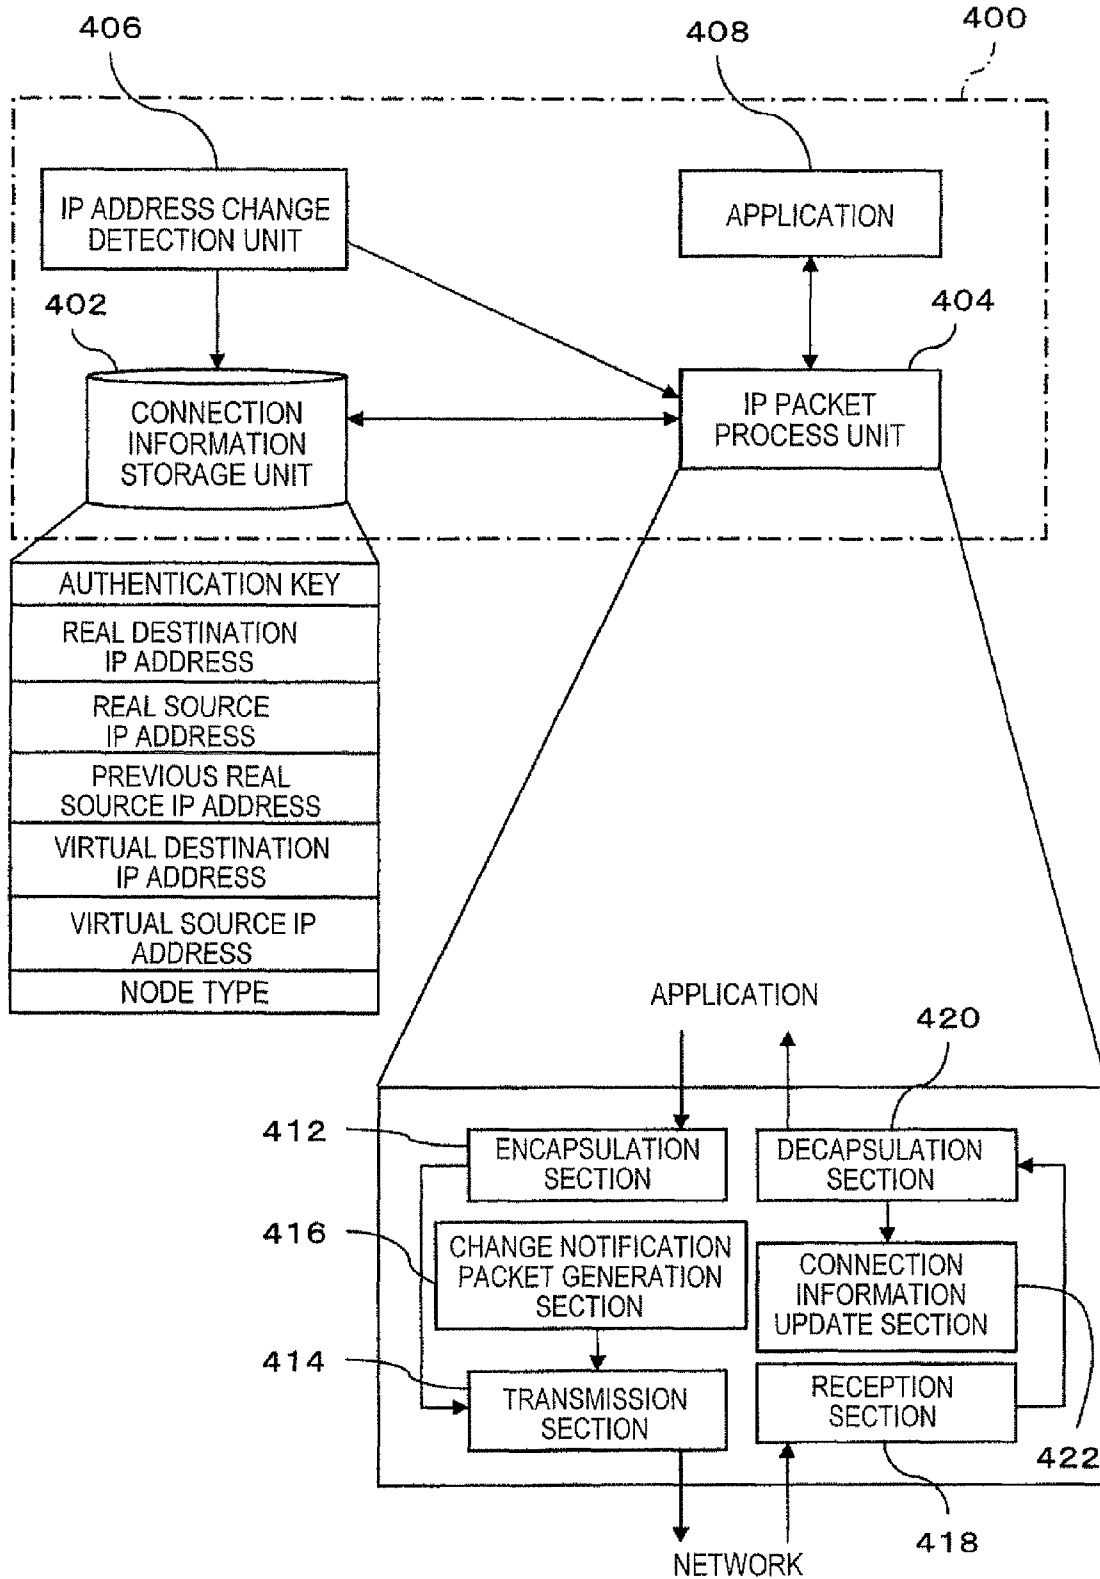 406
408
400
IP ADDRESS CHANGE
DETECTION UNIT
APPLICATION
402
404
CONNECTION
INFORMATION
STORAGE UNIT
IP PACKET
PROCESS UNIT
AUTHENTICATION KEY
REAL DESTINATION
IP ADDRESS
REAL SOURCE
IP ADDRESS
PREVIOUS REAL
SOURCE IP ADDRESS
VIRTUAL DESTINATION
IP ADDRESS
VIRTUAL SOURCE IP
ADDRESS
NODE TYPE
APPLICATION
420
412
ENCAPSULATION
SECTION
DECAPSULATION
SECTION
416
CHANGE NOTIFICATION
PACKET GENERATION
SECTION
CONNECTION
INFORMATION
UPDATE SECTION
414
TRANSMISSION
SECTION
RECEPTION
SECTION
422
418
NETWORK